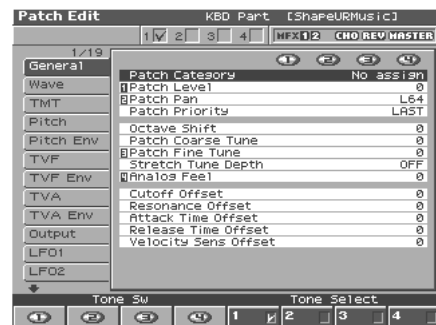 Patch Edit KBD Part [ShapeURMusic]
1 2 3 4 MFX 1 2 CHO REV MASTER
1/19
General
Wave
TMT
Pitch
Pitch Env
TVF
TVF Env
TVA
TVA Env
Output
LFO1
LFO2
1 2 3 4
Patch Category No assign
1 Patch Level 0
2 Patch Pan L64
Patch Priority LAST
Octave Shift 0
Patch Coarse Tune 0
3 Patch Fine Tune 0
Stretch Tune Depth OFF
4 Analog Feel 0
Cutoff Offset 0
Resonance Offset 0
Attack Time Offset 0
Release Time Offset 0
Velocity Sens Offset 0
Tone Sw Tone Select
1 2 3 4 1 2 3 4